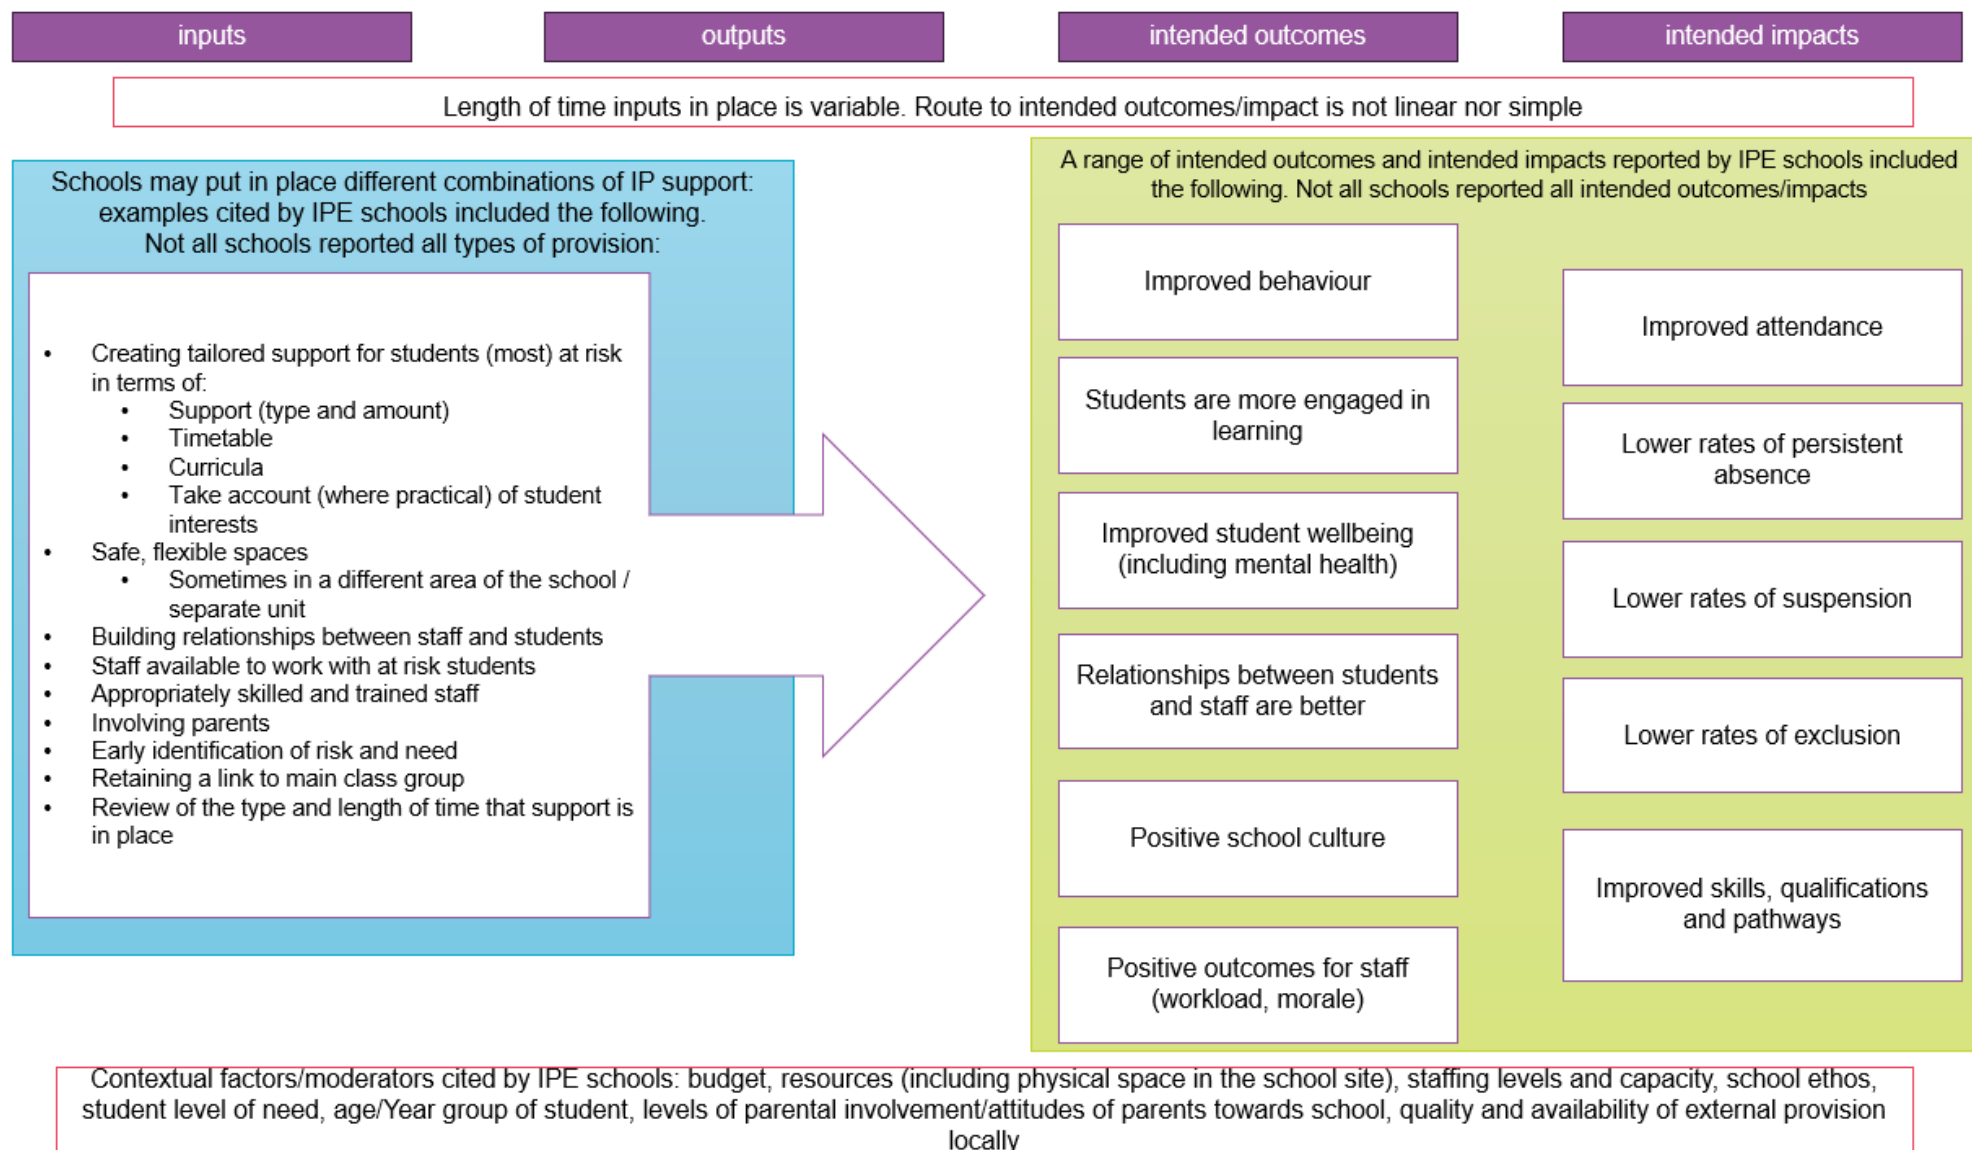 inputs
outputs
intended outcomes
intended impacts
Length of time inputs in place is variable. Route to intended outcomes/impact is not linear nor simple
Schools may put in place different combinations of IP support:
examples cited by IPE schools included the following.
Not all schools reported all types of provision:
• Creating tailored support for students (most) at risk
in terms of:
• Support (type and amount)
• Timetable
• Curricula
• Take account (where practical) of student
interests
• Safe, flexible spaces
• Sometimes in a different area of the school /
separate unit
• Building relationships between staff and students
• Staff available to work with at risk students
• Appropriately skilled and trained staff
• Involving parents
• Early identification of risk and need
• Retaining a link to main class group
• Review of the type and length of time that support is
in place
A range of intended outcomes and intended impacts reported by IPE schools included
the following. Not all schools reported all intended outcomes/impacts
Improved behaviour
Students are more engaged in
learning
Improved student wellbeing
(including mental health)
Relationships between students
and staff are better
Positive school culture
Positive outcomes for staff
(workload, morale)
Improved attendance
Lower rates of persistent
absence
Lower rates of suspension
Lower rates of exclusion
Improved skills, qualifications
and pathways
Contextual factors/moderators cited by IPE schools: budget, resources (including physical space in the school site), staffing levels and capacity, school ethos,
student level of need, age/Year group of student, levels of parental involvement/attitudes of parents towards school, quality and availability of external provision
locally